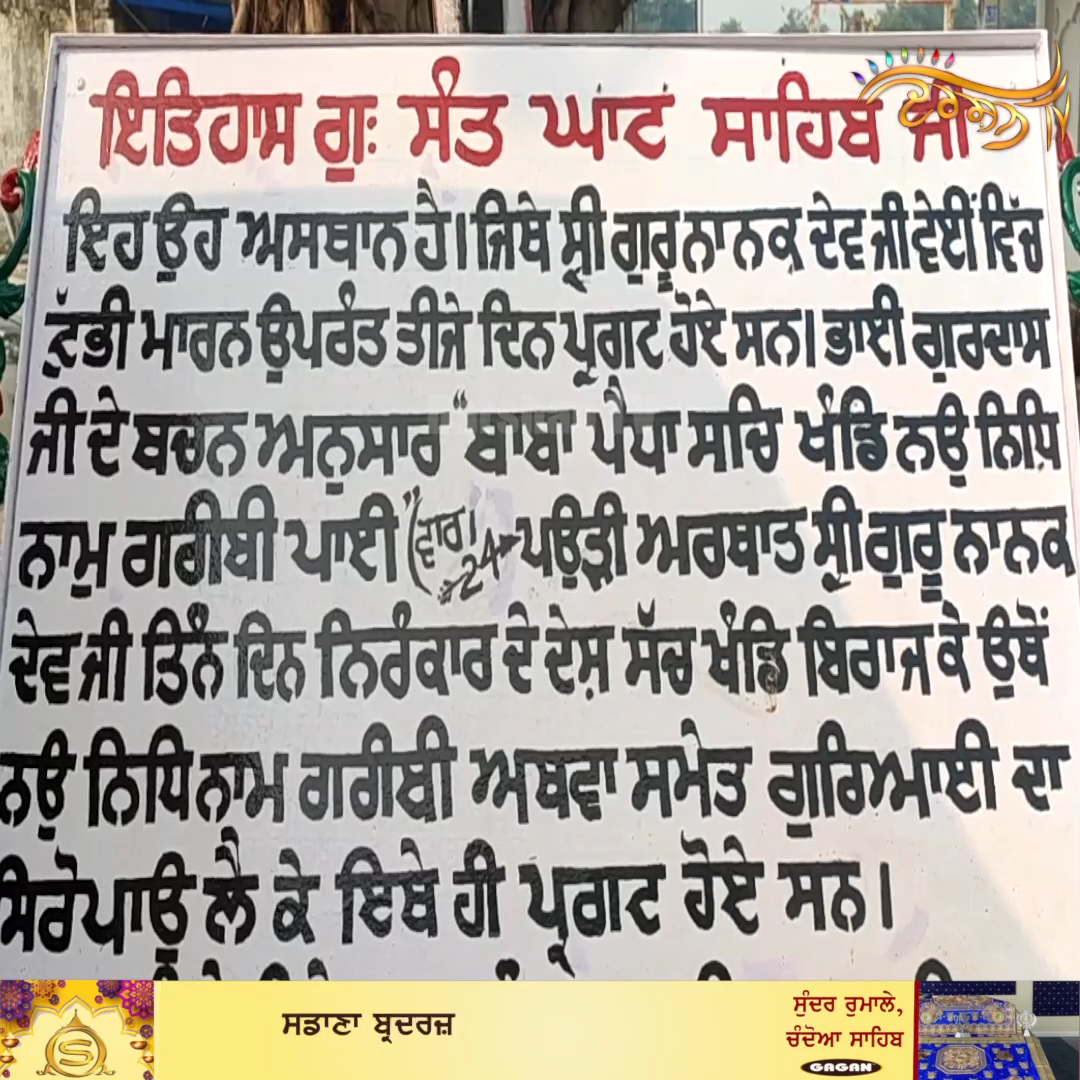 ਇਤਿਹਾਸ ਗੁ: ਸੰਤ ਘਾਟ ਸਾਹਿਬ ਜੀ
ਇਹ ਉਹ ਅਸਥਾਨ ਹੈ। ਜਿਥੇ ਸ਼੍ਰੀ ਗੁਰੂ ਨਾਨਕ ਦੇਵ ਜੀ ਵੇਈਂ ਵਿੱਚ
ਟੁੱਭੀ ਮਾਰਨ ਉਪਰੰਤ ਤੀਜੇ ਦਿਨ ਪ੍ਰਗਟ ਹੋਏ ਸਨ। ਭਾਈ ਗੁਰਦਾਸ
ਜੀ ਦੇ ਬਚਨ ਅਨੁਸਾਰ "ਬਾਬਾ ਪੈਧਾ ਸਚਿ ਖੰਡਿ ਨਉ ਨਿਧਿ
ਨਾਮੁ ਗਰੀਬੀ ਪਾਈ" (ਵਾਰ। 24 ਪਉੜੀ ਅਰਥਾਤ ਸ਼੍ਰੀ ਗੁਰੂ ਨਾਨਕ
ਦੇਵ ਜੀ ਤਿੰਨ ਦਿਨ ਨਿਰੰਕਾਰ ਦੇ ਦੇਸ਼ ਸੱਚ ਖੰਡਿ ਬਿਰਾਜ ਕੇ ਉਥੋਂ
ਨਉ ਨਿਧਿ ਨਾਮ ਗਰੀਬੀ ਅਥਵਾ ਸਮੇਤ ਗੁਰਿਆਈ ਦਾ
ਸਿਰੋਪਾਉ ਲੈ ਕੇ ਇਥੇ ਹੀ ਪ੍ਰਗਟ ਹੋਏ ਸਨ।
ਸਡਾਣਾ ਬ੍ਰਦਰਜ਼
ਸੁੰਦਰ ਰੁਮਾਲੇ,
ਚੰਦੋਆ ਸਾਹਿਬ
GAGAN